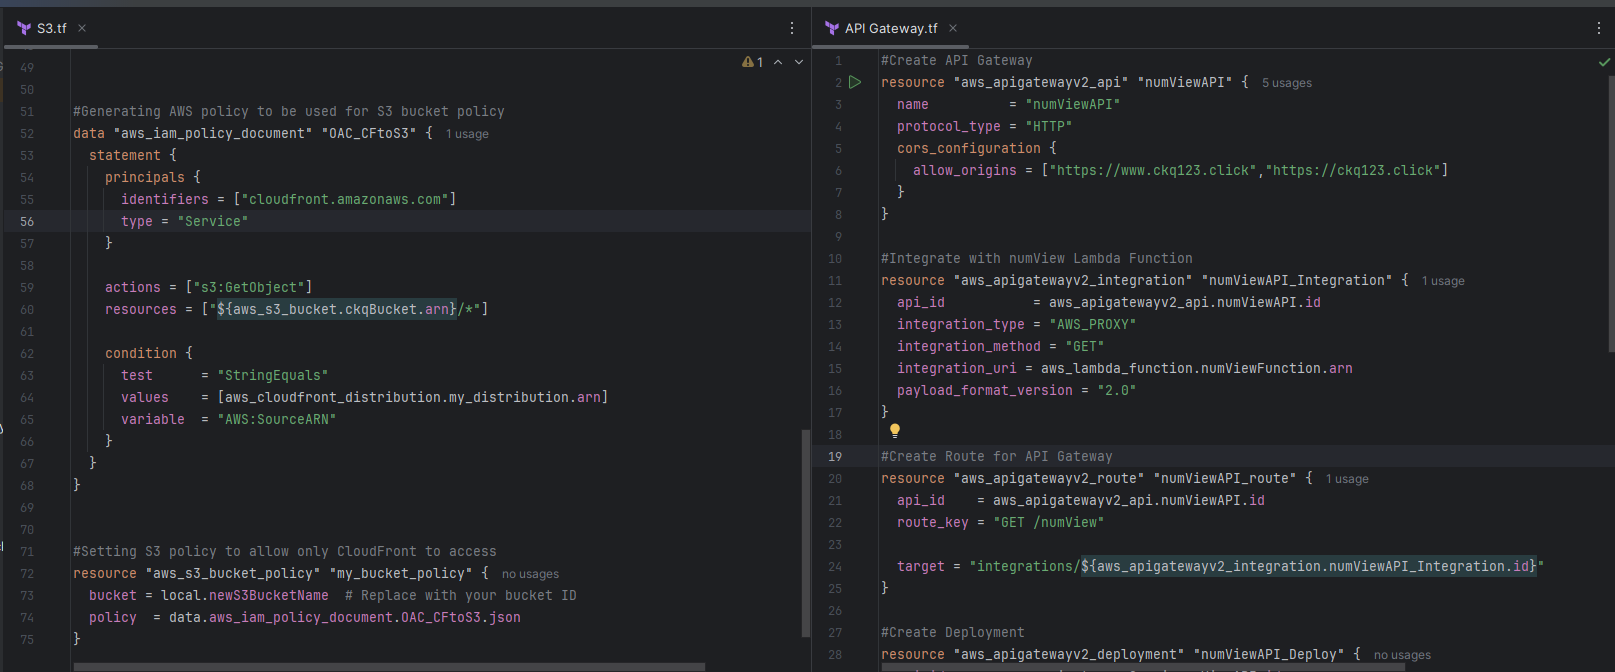 S3.tf
49
1
50
51 #Generating AWS policy to be used for S3 bucket policy
52 data "aws_iam_policy_document" "OAC_CFtoS3" { 1 usage
53 statement {
54 principals {
55 identifiers = ["cloudfront.amazonaws.com"]
56 type = "Service"
57 }
58
59 actions = ["s3:GetObject"]
60 resources = ["${aws_s3_bucket.ckqBucket.arn}/*"]
61
62 condition {
63 test = "StringEquals"
64 values = [aws_cloudfront_distribution.my_distribution.arn]
65 variable = "AWS:SourceARN"
66 }
67 }
68 }
69
70
71 #Setting S3 policy to allow only CloudFront to access
72 resource "aws_s3_bucket_policy" "my_bucket_policy" { no usages
73 bucket = local.newS3BucketName # Replace with your bucket ID
74 policy = data.aws_iam_policy_document.OAC_CFtoS3.json
75 }
API Gateway.tf
1 #Create API Gateway
2 resource "aws_apigatewayv2_api" "numViewAPI" { 5 usages
3 name = "numViewAPI"
4 protocol_type = "HTTP"
5 cors_configuration {
6 allow_origins = ["https://www.ckq123.click","https://ckq123.click"]
7 }
8 }
9
10 #Integrate with numView Lambda Function
11 resource "aws_apigatewayv2_integration" "numViewAPI_Integration" { 1 usage
12 api_id = aws_apigatewayv2_api.numViewAPI.id
13 integration_type = "AWS_PROXY"
14 integration_method = "GET"
15 integration_uri = aws_lambda_function.numViewFunction.arn
16 payload_format_version = "2.0"
17 }
18
19 #Create Route for API Gateway
20 resource "aws_apigatewayv2_route" "numViewAPI_route" { 1 usage
21 api_id = aws_apigatewayv2_api.numViewAPI.id
22 route_key = "GET /numView"
23
24 target = "integrations/${aws_apigatewayv2_integration.numViewAPI_Integration.id}"
25 }
26
27 #Create Deployment
28 resource "aws_apigatewayv2_deployment" "numViewAPI_Deploy" { no usages